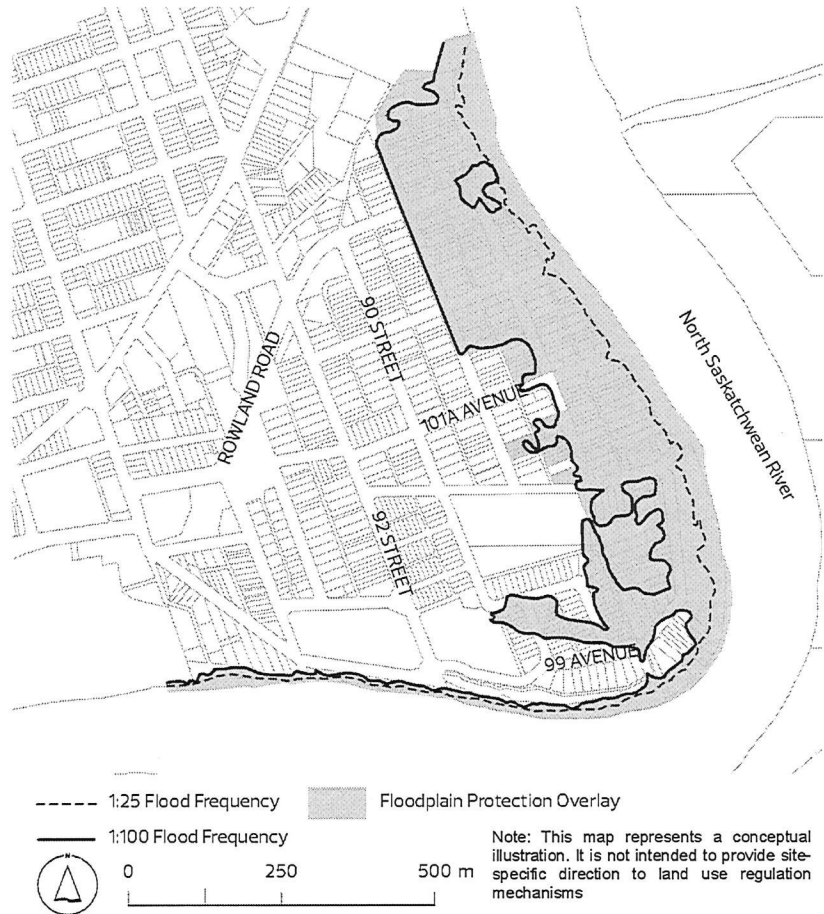 90 STREET
ROWLAND ROAD
101A AVENUE
North Saskatchwean River
92 STREET
99 AVENUE
1:25 Flood Frequency
Floodplain Protection Overlay
1:100 Flood Frequency
N
0 250 500 m
Note: This map represents a conceptual
illustration. It is not intended to provide site-
specific direction to land use regulation
mechanisms